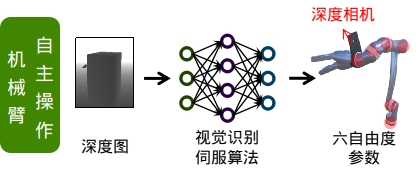 机械臂
自主操作
深度图
视觉识别
伺服算法
深度相机
六自由度
参数